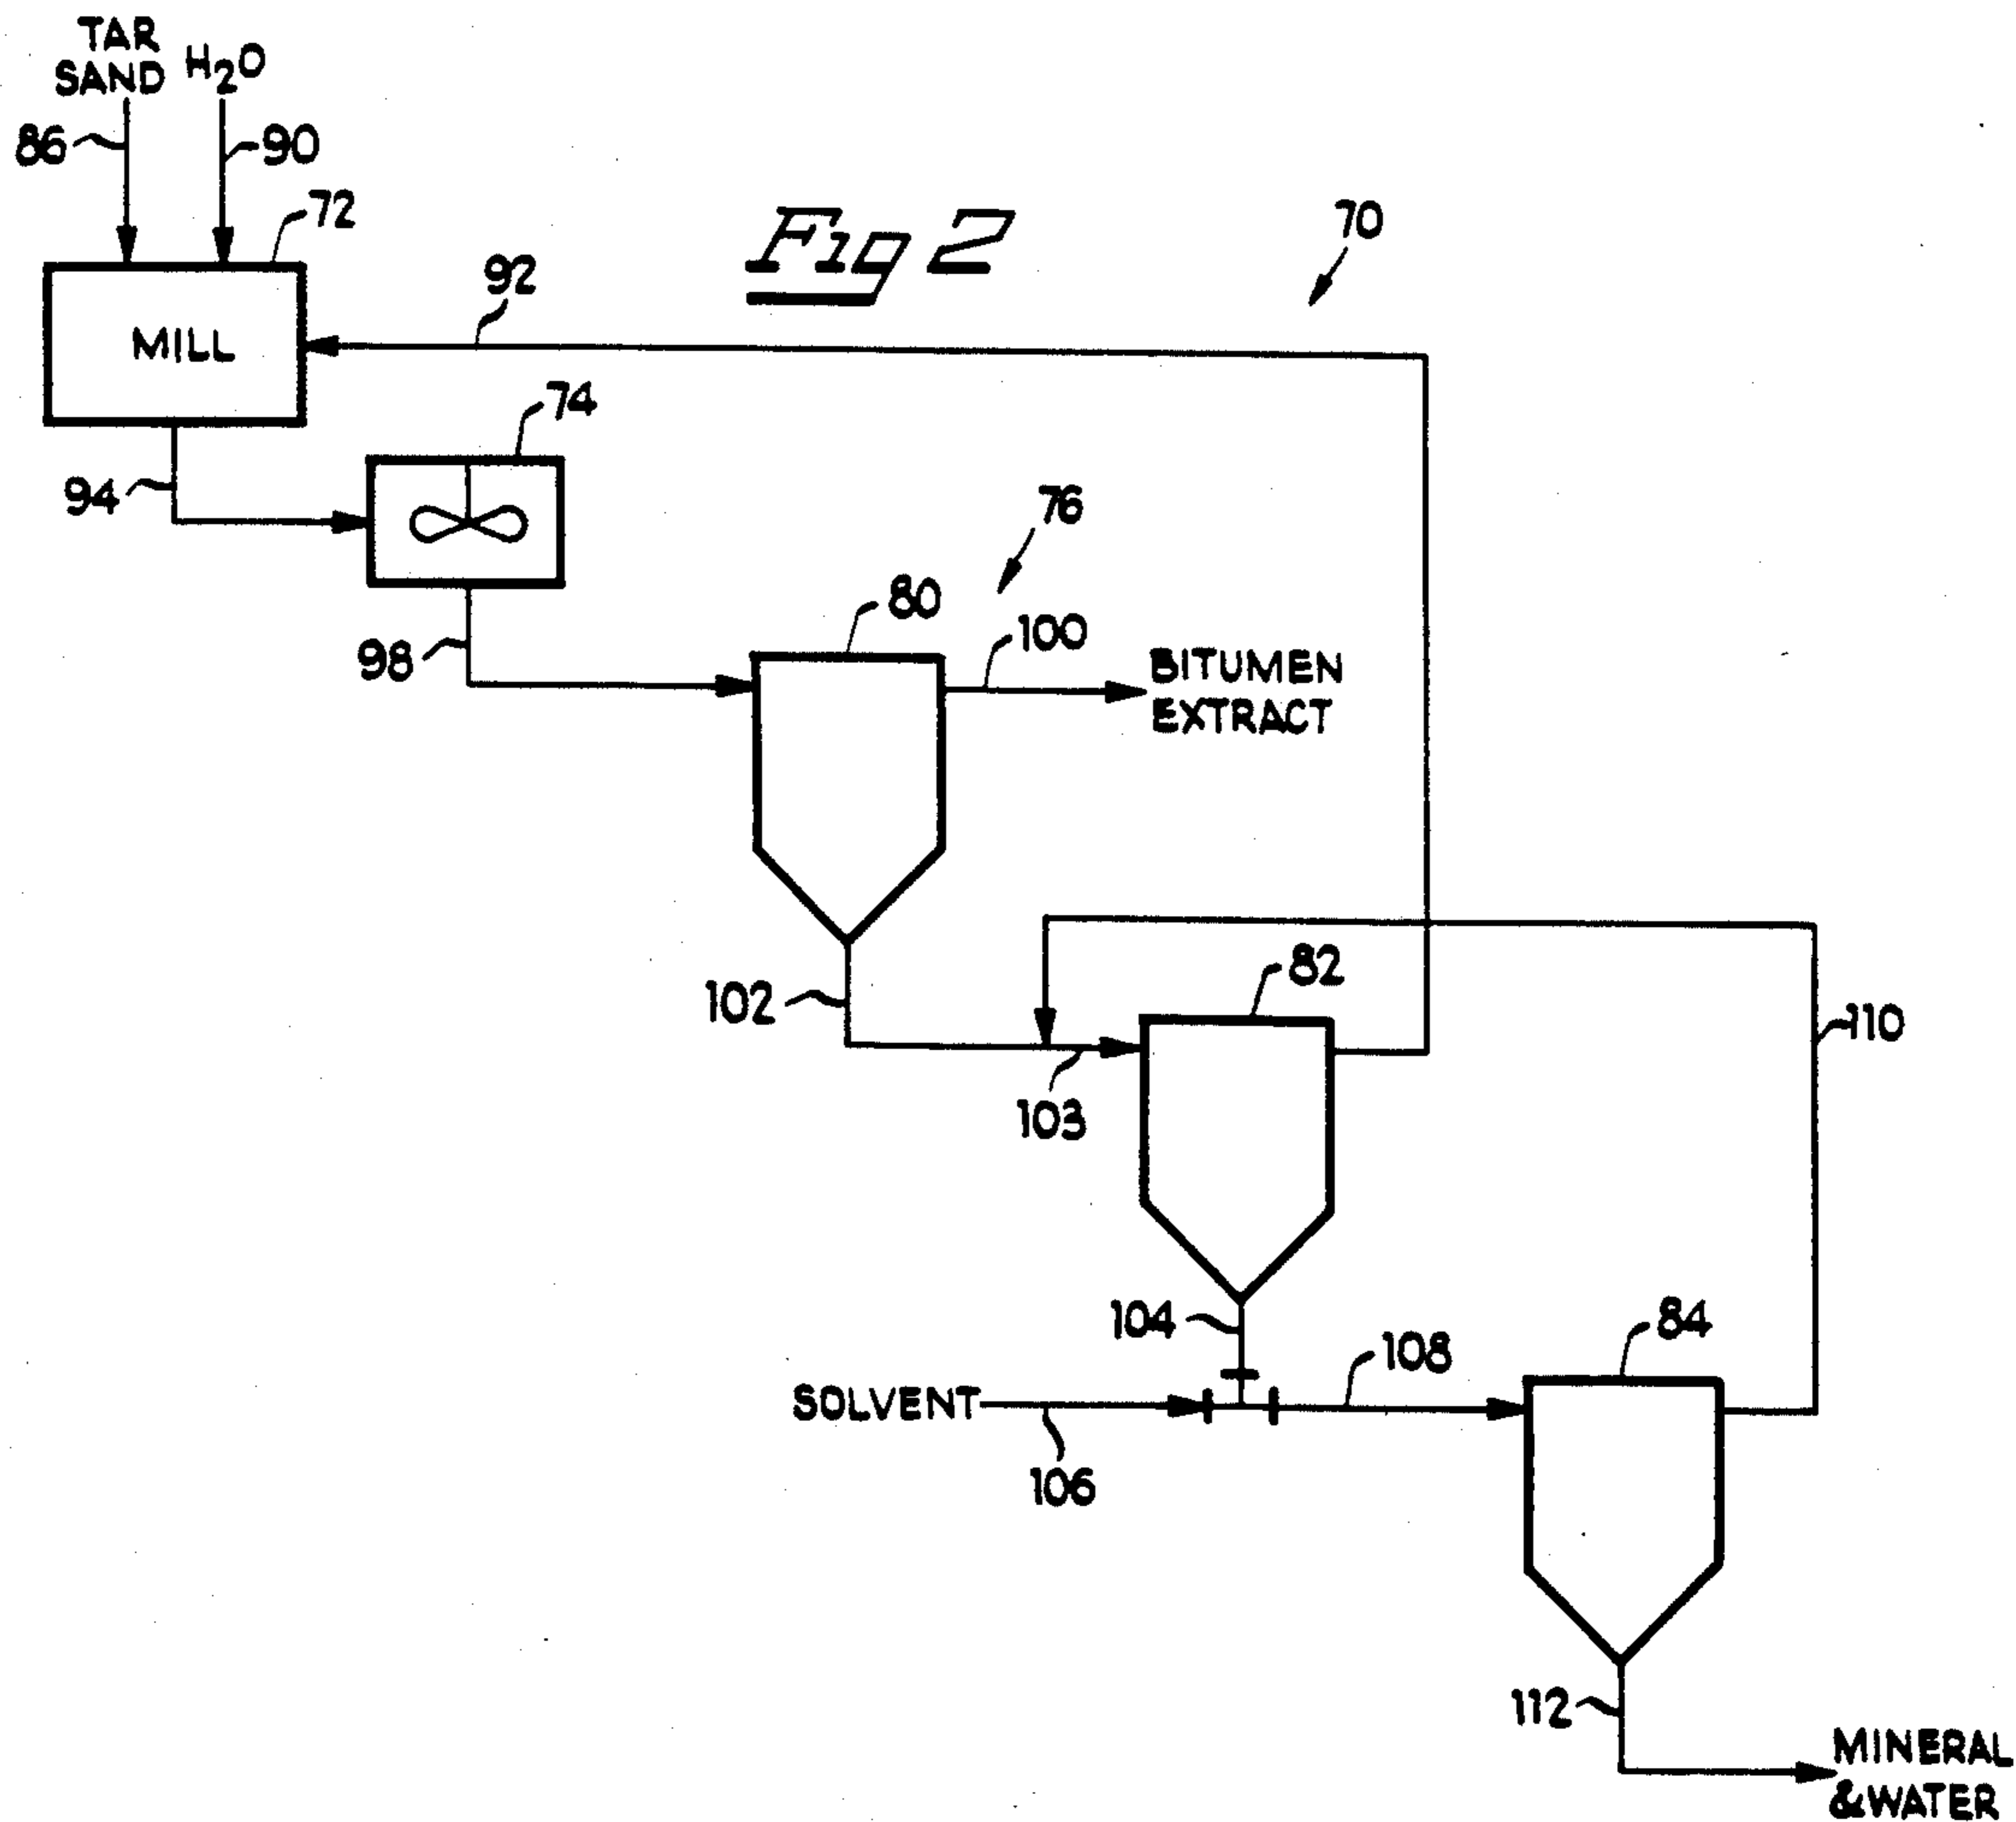 TAR
SAND
H2O
86
90
72
Fig 2
70
92
MILL
74
94
76
80
100
98
BITUMEN
EXTRACT
82
102
110
103
104
84
108
SOLVENT
106
112
MINERAL
& WATER